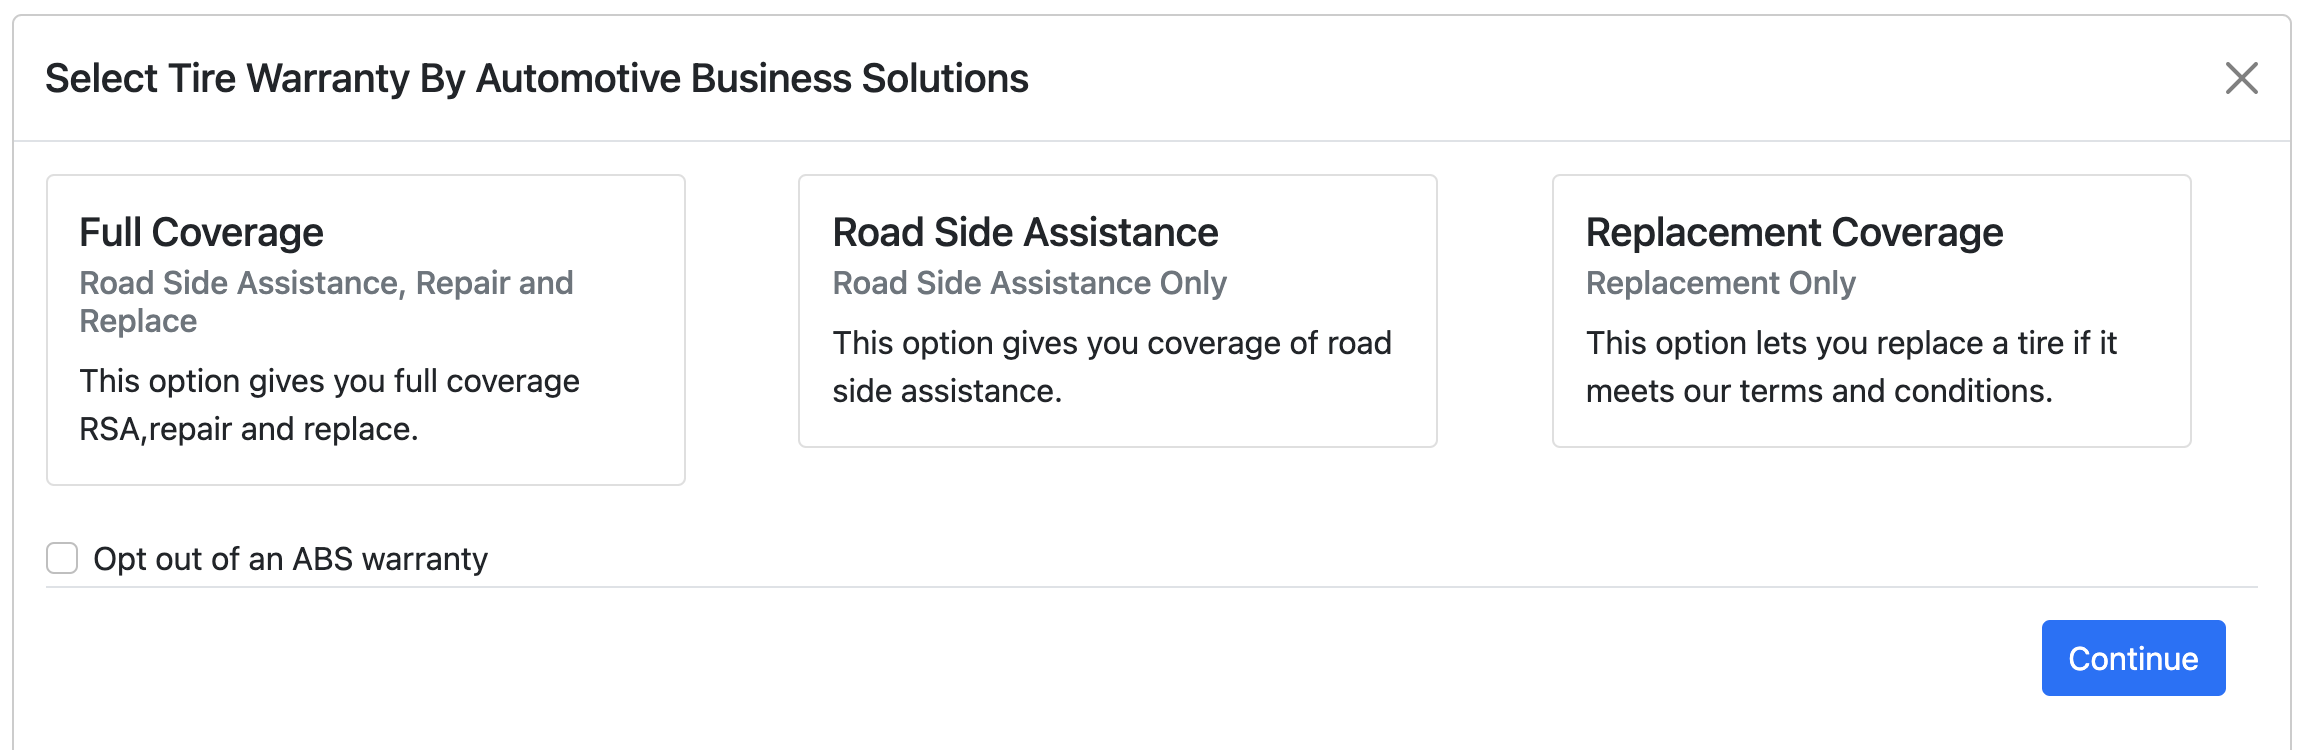 Select Tire Warranty By Automotive Business Solutions
Full Coverage
Road Side Assistance, Repair and
Replace
This option gives you full coverage
RSA,repair and replace.
Road Side Assistance
Road Side Assistance Only
This option gives you coverage of road
side assistance.
Replacement Coverage
Replacement Only
This option lets you replace a tire if it
meets our terms and conditions.
Opt out of an ABS warranty
Continue